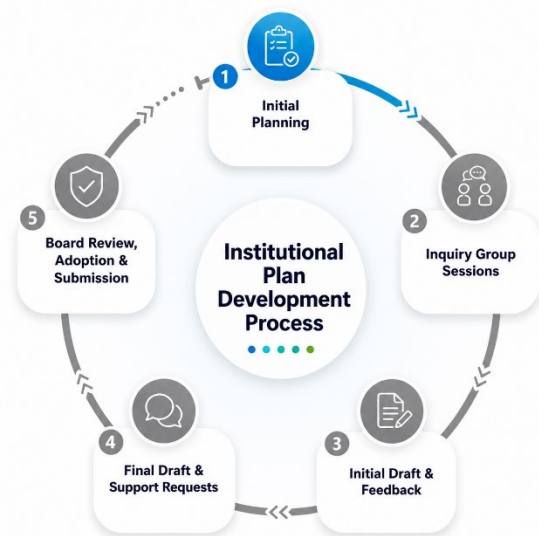 1
Initial
Planning
2
Inquiry Group
Sessions
3
Initial Draft &
Feedback
4
Final Draft &
Support Requests
5
Board Review,
Adoption &
Submission
Institutional
Plan
Development
Process